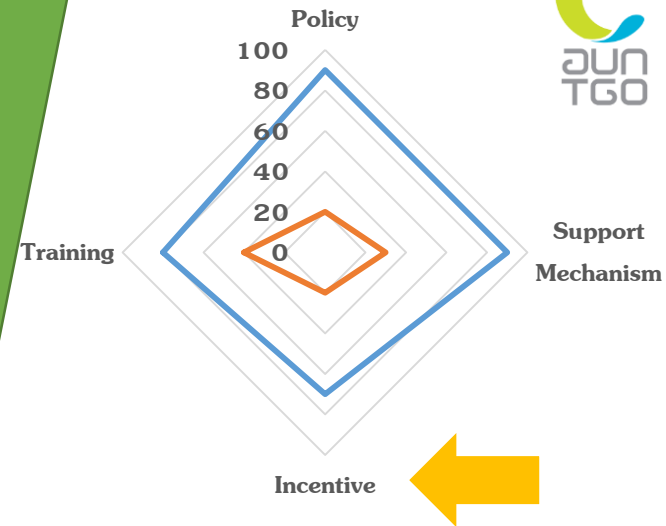 Policy
อบก
TGO
100
80
60
40
20
0
Training
Support
Mechanism
Incentive